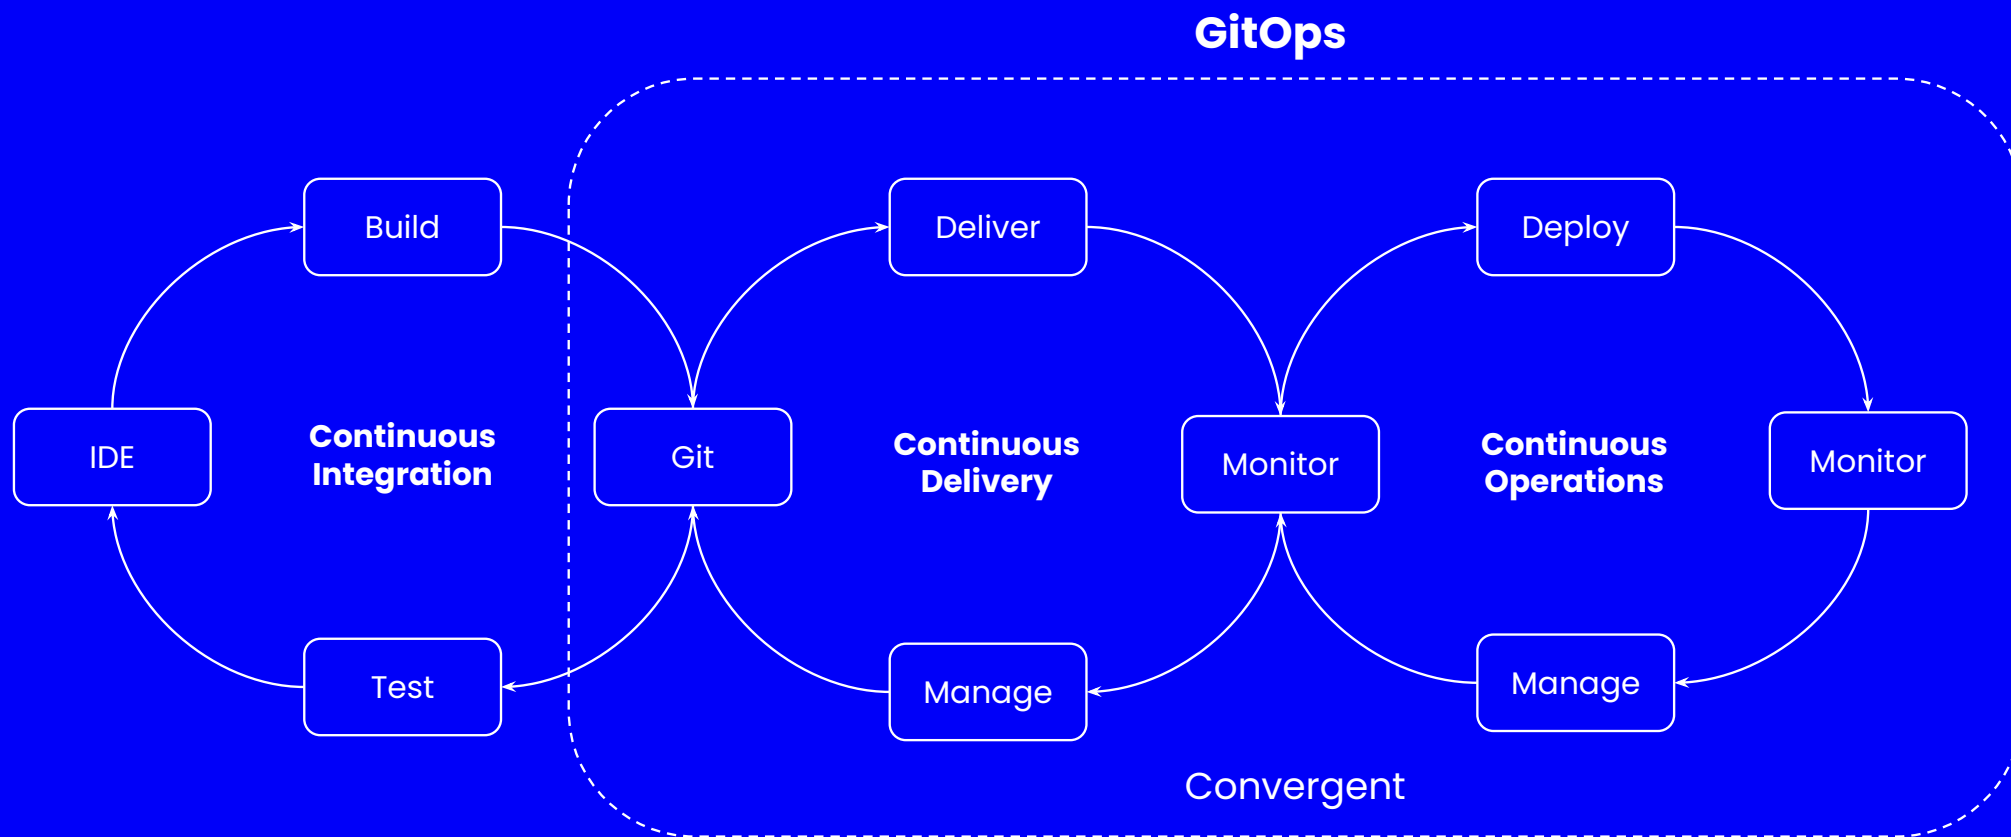 GitOps
Build
Deliver
Deploy
IDE
Continuous
Integration
Git
Continuous
Delivery
Monitor
Continuous
Operations
Monitor
Test
Manage
Manage
Convergent